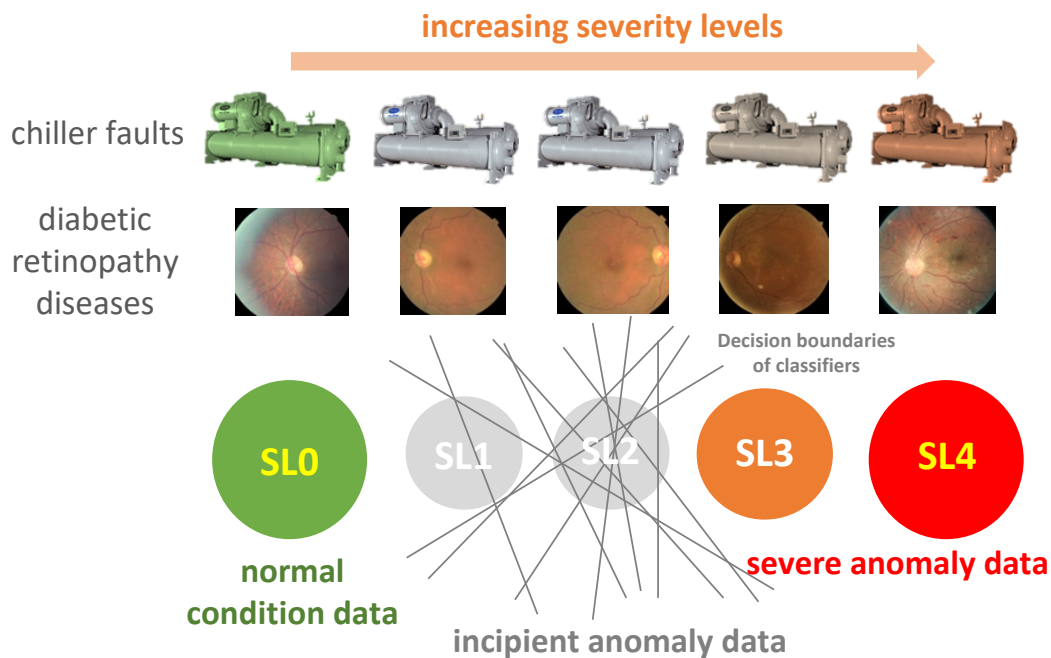 increasing severity levels
chiller faults
diabetic
retinopathy
diseases
Decision boundaries
of classifiers
SL0
SL1
SL2
SL3
SL4
normal
condition data
severe anomaly data
incipient anomaly data